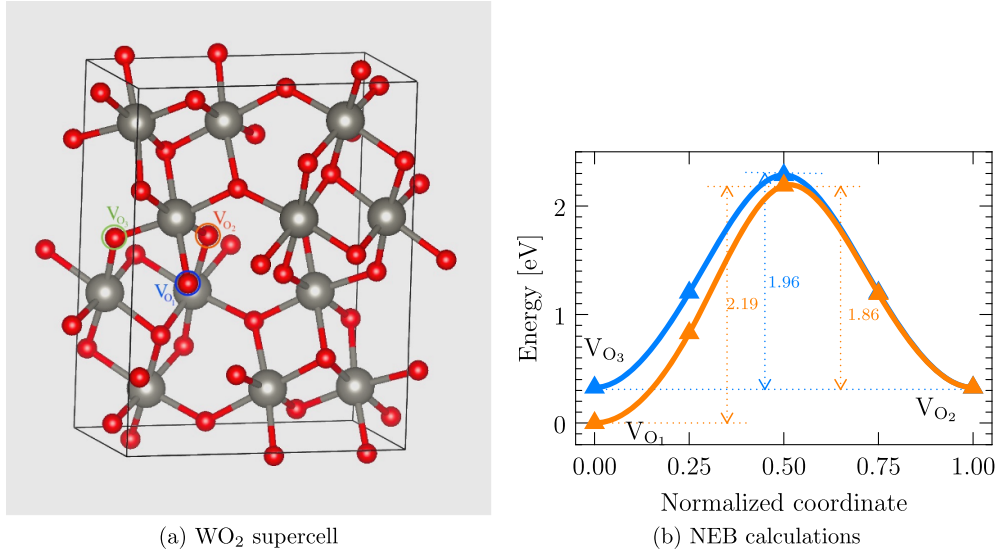 V_O₃
V_O₂
V_O₁
(a) WO₂ supercell
Energy [eV]
2
1
0
1.96
2.19
1.86
V_O₃
V_O₁
V_O₂
0.00 0.25 0.50 0.75 1.00
Normalized coordinate
(b) NEB calculations